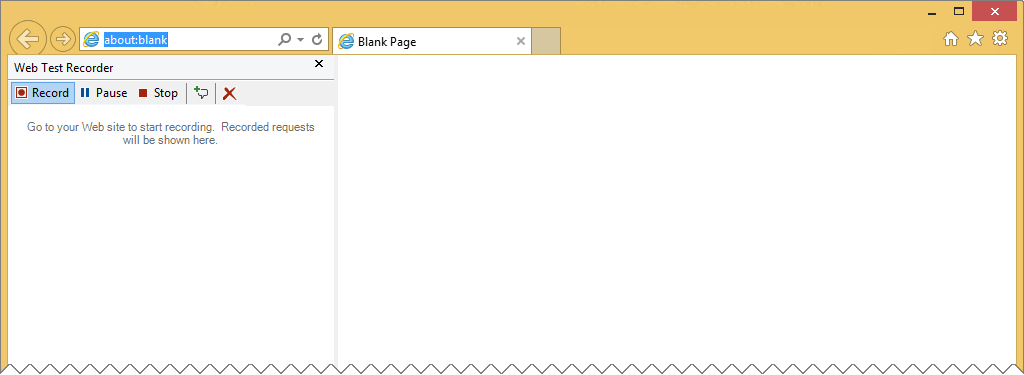 about:blank
Blank Page
Web Test Recorder
Record Pause Stop
Go to your Web site to start recording.  Recorded requests
will be shown here.